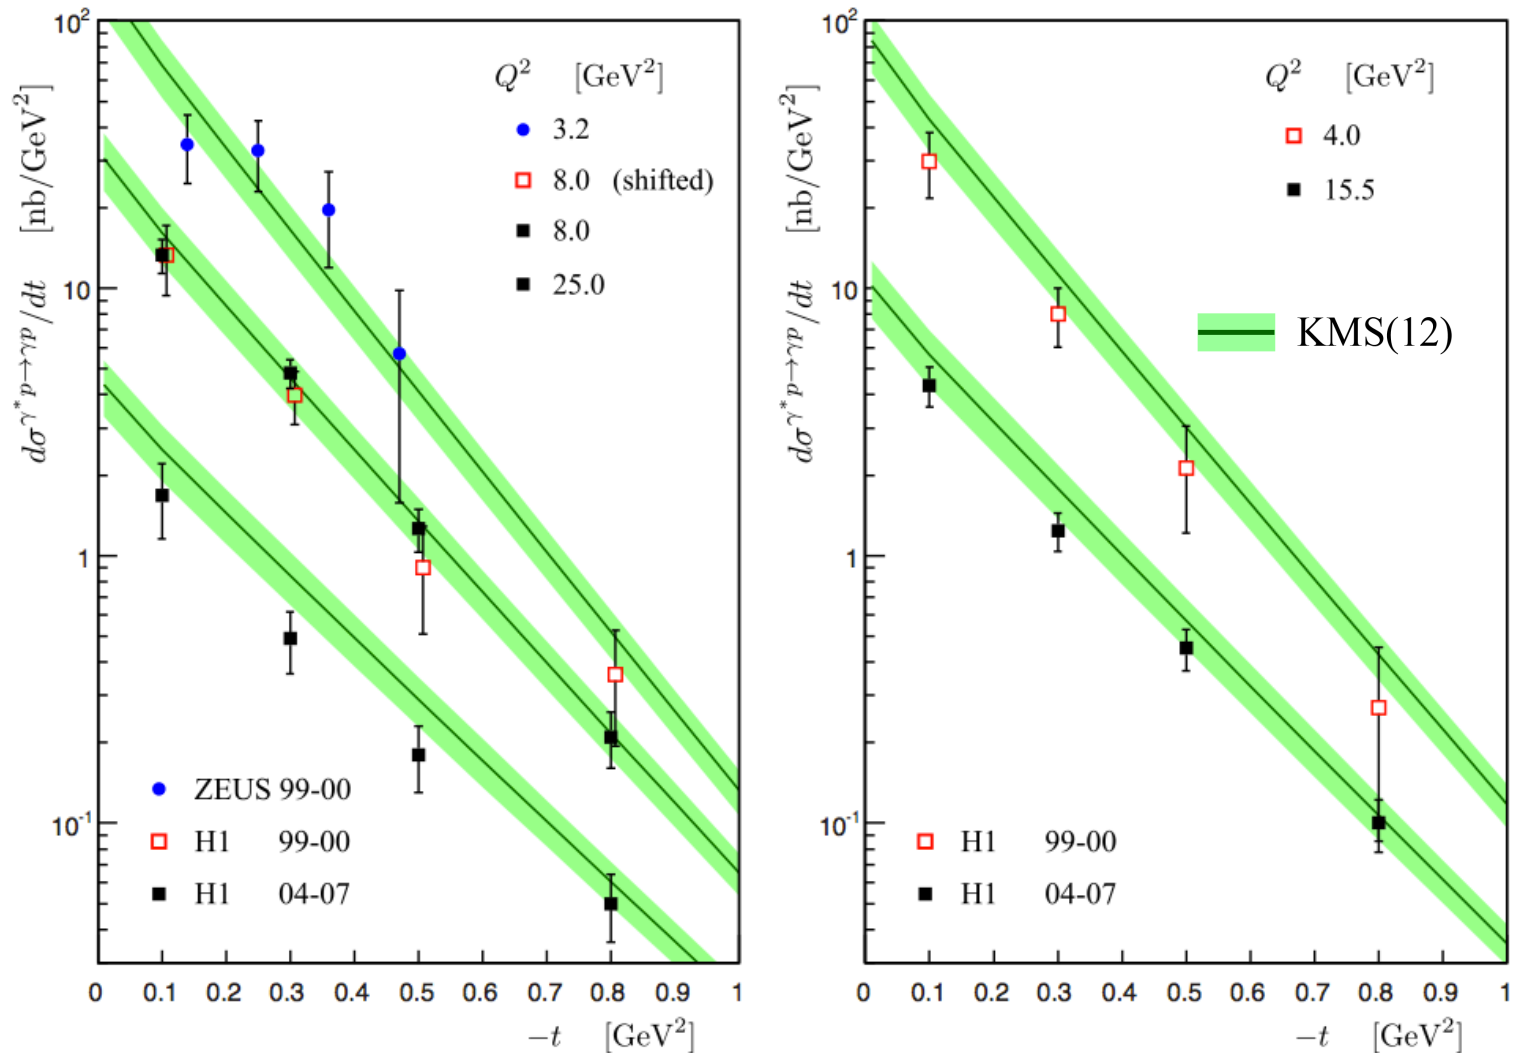 10²
10
1
10⁻¹
dσ^{γ* p→γp}/dt [nb/GeV²]
Q² [GeV²]
3.2
8.0 (shifted)
8.0
25.0
ZEUS 99-00
H1 99-00
H1 04-07
0 0.1 0.2 0.3 0.4 0.5 0.6 0.7 0.8 0.9 1
−t [GeV²]
10²
10
1
10⁻¹
dσ^{γ* p→γp}/dt [nb/GeV²]
Q² [GeV²]
4.0
15.5
KMS(12)
H1 99-00
H1 04-07
0 0.1 0.2 0.3 0.4 0.5 0.6 0.7 0.8 0.9 1
−t [GeV²]